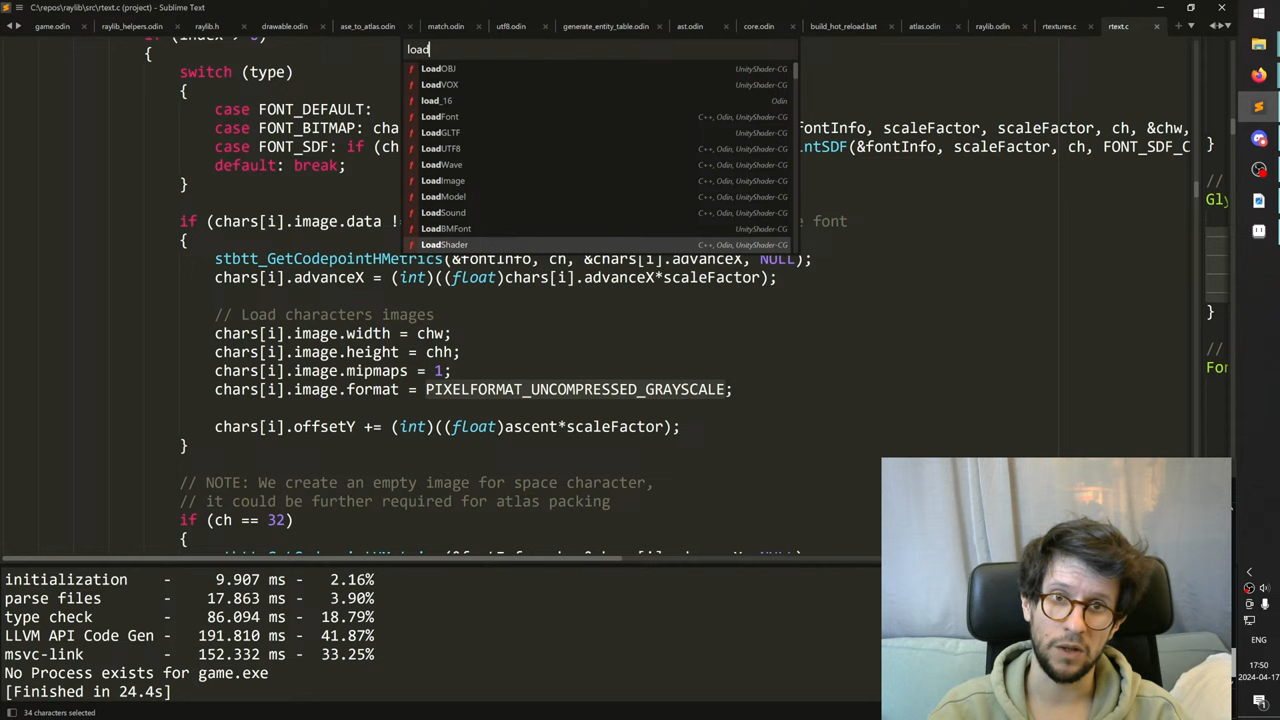 C:\repos\raylib\src\rtext.c (project) - Sublime Text
game.odin
raylib_helpers.odin
raylib.h
drawable.odin
ase_to_atlas.odin
match.odin
utf8.odin
generate_entity_table.odin
ast.odin
core.odin
build_hot_reload.bat
atlas.odin
raylib.odin
rtextures.c
rtext.c
load
LoadOBJ UnityShader-CG
LoadVOX UnityShader-CG
load_16 Odin
LoadFont C++, Odin, UnityShader-CG
LoadGLTF UnityShader-CG
LoadUTF8 C++, Odin, UnityShader-CG
LoadWave C++, Odin, UnityShader-CG
LoadImage C++, Odin, UnityShader-CG
LoadModel C++, Odin, UnityShader-CG
LoadSound C++, Odin, UnityShader-CG
LoadBMFont UnityShader-CG
LoadShader C++, Odin, UnityShader-CG
{
switch (type)
{
case FONT_DEFAULT:
case FONT_BITMAP: cha fontInfo, scaleFactor, scaleFactor, ch, &chw,
case FONT_SDF: if (ch intSDF(&fontInfo, scaleFactor, ch, FONT_SDF_C
default: break;
}
if (chars[i].image.data != e font
{
stbtt_GetCodepointHMetrics(&fontInfo, ch, &chars[i].advanceX, NULL);
chars[i].advanceX = (int)((float)chars[i].advanceX*scaleFactor);
// Load characters images
chars[i].image.width = chw;
chars[i].image.height = chh;
chars[i].image.mipmaps = 1;
chars[i].image.format = PIXELFORMAT_UNCOMPRESSED_GRAYSCALE;
chars[i].offsetY += (int)((float)ascent*scaleFactor);
}
// NOTE: We create an empty image for space character,
// it could be further required for atlas packing
if (ch == 32)
{
}
//
Gly
}
//
Fon
initialization - 9.907 ms - 2.16%
parse files - 17.863 ms - 3.90%
type check - 86.094 ms - 18.79%
LLVM API Code Gen - 191.810 ms - 41.87%
msvc-link - 152.332 ms - 33.25%
No Process exists for game.exe
[Finished in 24.4s]
34 characters selected
ENG
17:50
2024-04-17